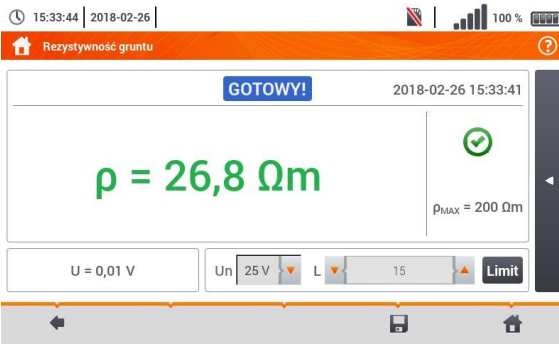 15:33:44 2018-02-26 100 %
Rezystywność gruntu ?
GOTOWY! 2018-02-26 15:33:41
ρ = 26,8 Ωm
ρMAX = 200 Ωm
U = 0,01 V Un 25 V L 15 Limit